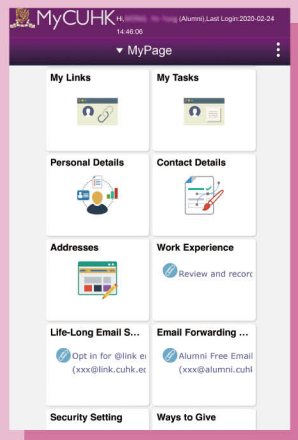 MyCUHK
Hi, (Alumni),Last Login:2020-02-24
14:46:06
▼ MyPage
My Links
My Tasks
Personal Details
Contact Details
Addresses
Work Experience
Review and record
Life-Long Email S...
Email Forwarding ...
Opt in for @link em
(xxx@link.cuhk.ed
Alumni Free Email
(xxx@alumni.cuhk
Security Setting
Ways to Give